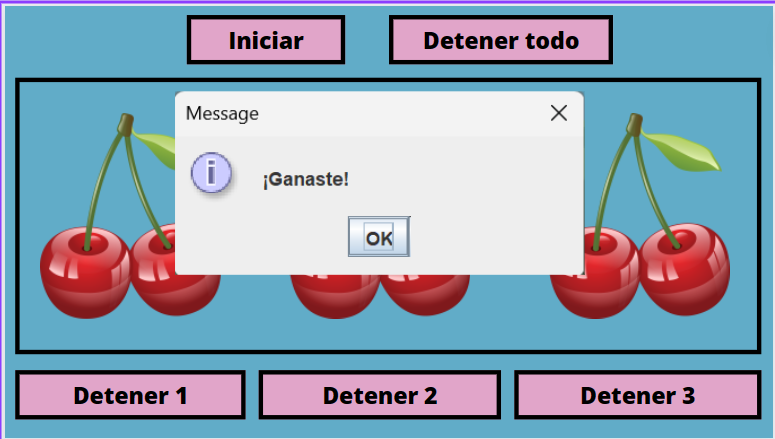 Iniciar
Detener todo
Message
¡Ganaste!
OK
Detener 1
Detener 2
Detener 3